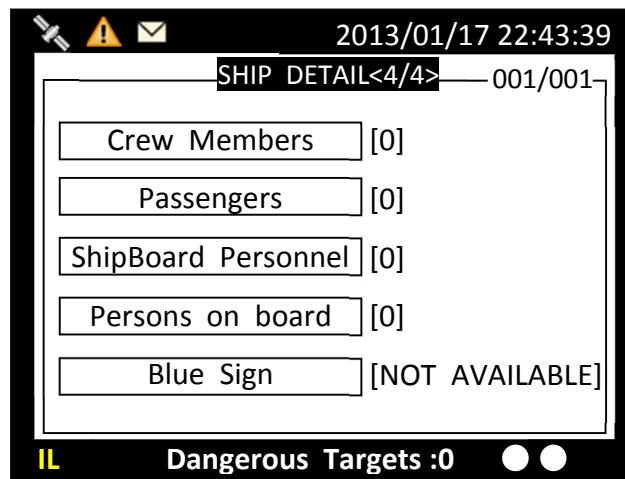 2013/01/17 22:43:39
SHIP DETAIL<4/4> 001/001
Crew Members [0]
Passengers [0]
ShipBoard Personnel [0]
Persons on board [0]
Blue Sign [NOT AVAILABLE]
IL Dangerous Targets :0